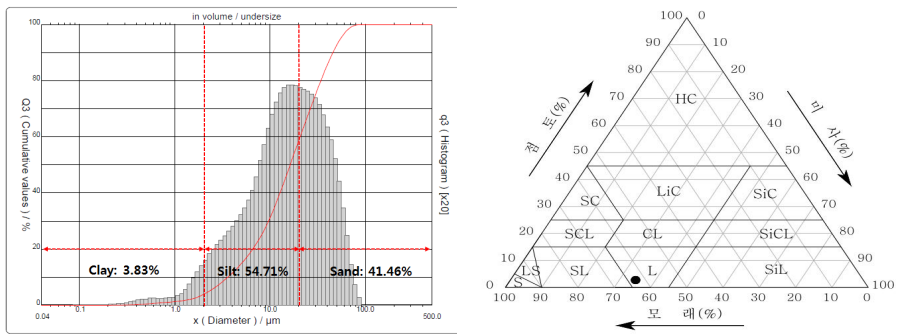 in volume / undersize
Q3 ( Cumulative values ) / %
q3 ( Histogram ) [x20]
100
80
60
40
20
0
Clay: 3.83%
Silt: 54.71%
Sand: 41.46%
0.04
0.1
1.0
10.0
100.0
500.0
x ( Diameter ) / µm
점 토(%)
미 사(%)
모 래(%)
100 0
90 10
80 20
70 30
60 40
50 50
40 60
30 70
20 80
10 90
0 100
HC
SC LiC SiC
SCL CL SiCL
LS
S SL L SiL
100 90 80 70 60 50 40 30 20 10 0